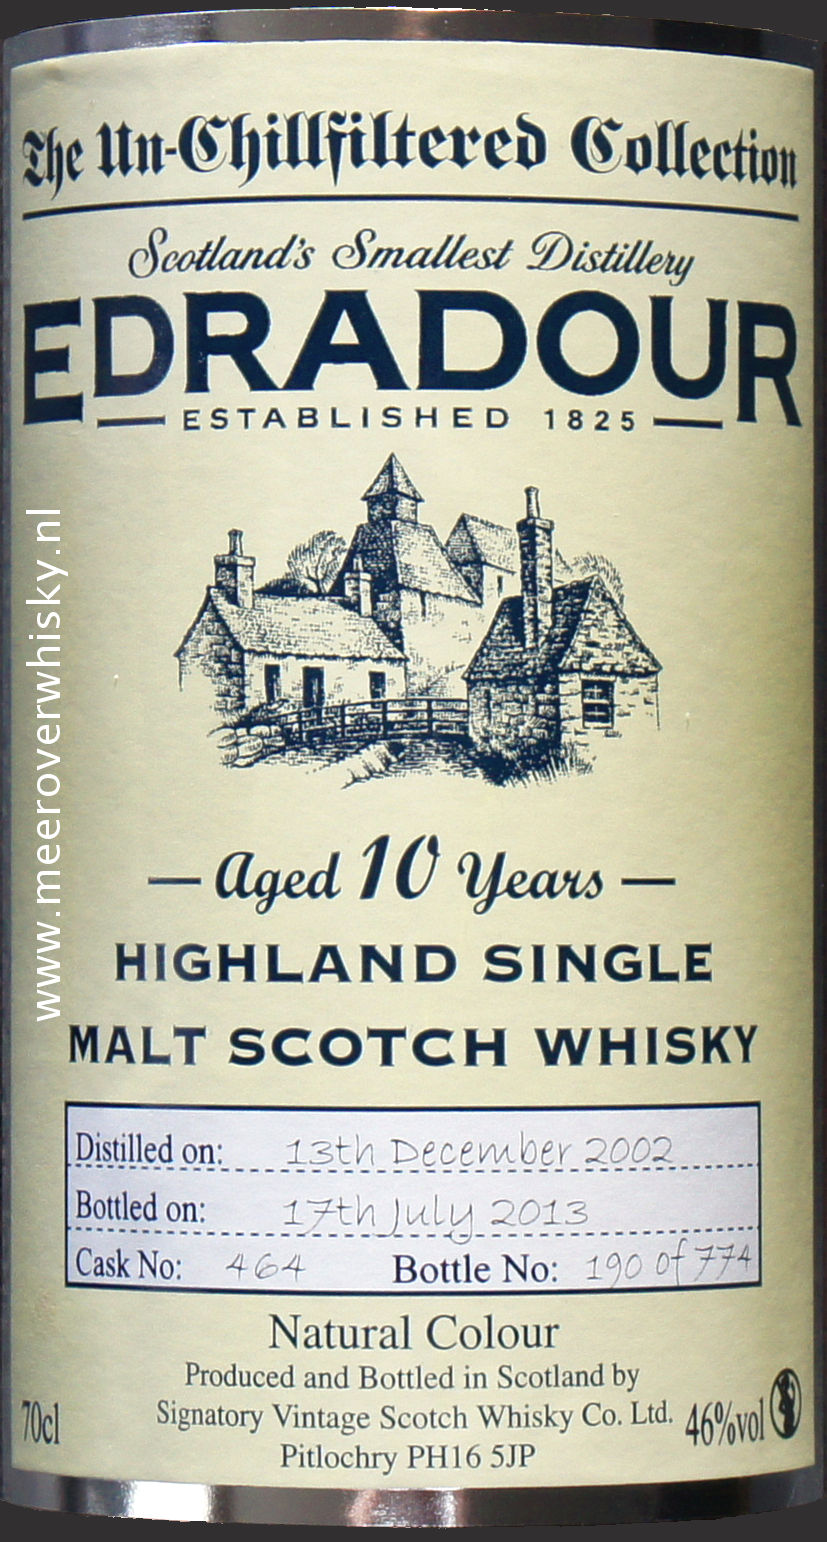 The Un-Chillfiltered Collection
Scotland's Smallest Distillery
EDRADOUR
ESTABLISHED 1825
www.meeroverwhisky.nl
Aged 10 Years
HIGHLAND SINGLE
MALT SCOTCH WHISKY
Distilled on: 13th December 2002
Bottled on: 17th July 2013
Cask No: 464 Bottle No: 190 of 774
Natural Colour
Produced and Bottled in Scotland by
70cl Signatory Vintage Scotch Whisky Co. Ltd. 46%vol
Pitlochry PH16 5JP